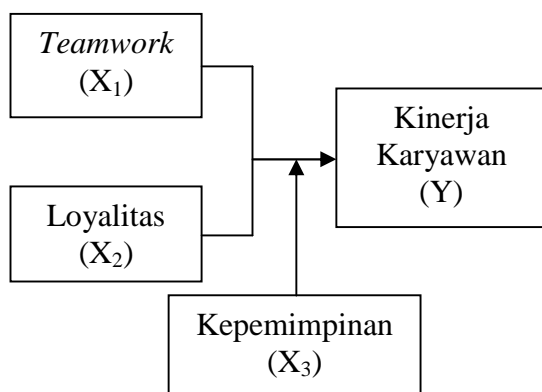 Teamwork
(X₁)
Kinerja
Karyawan
(Y)
Loyalitas
(X₂)
Kepemimpinan
(X₃)